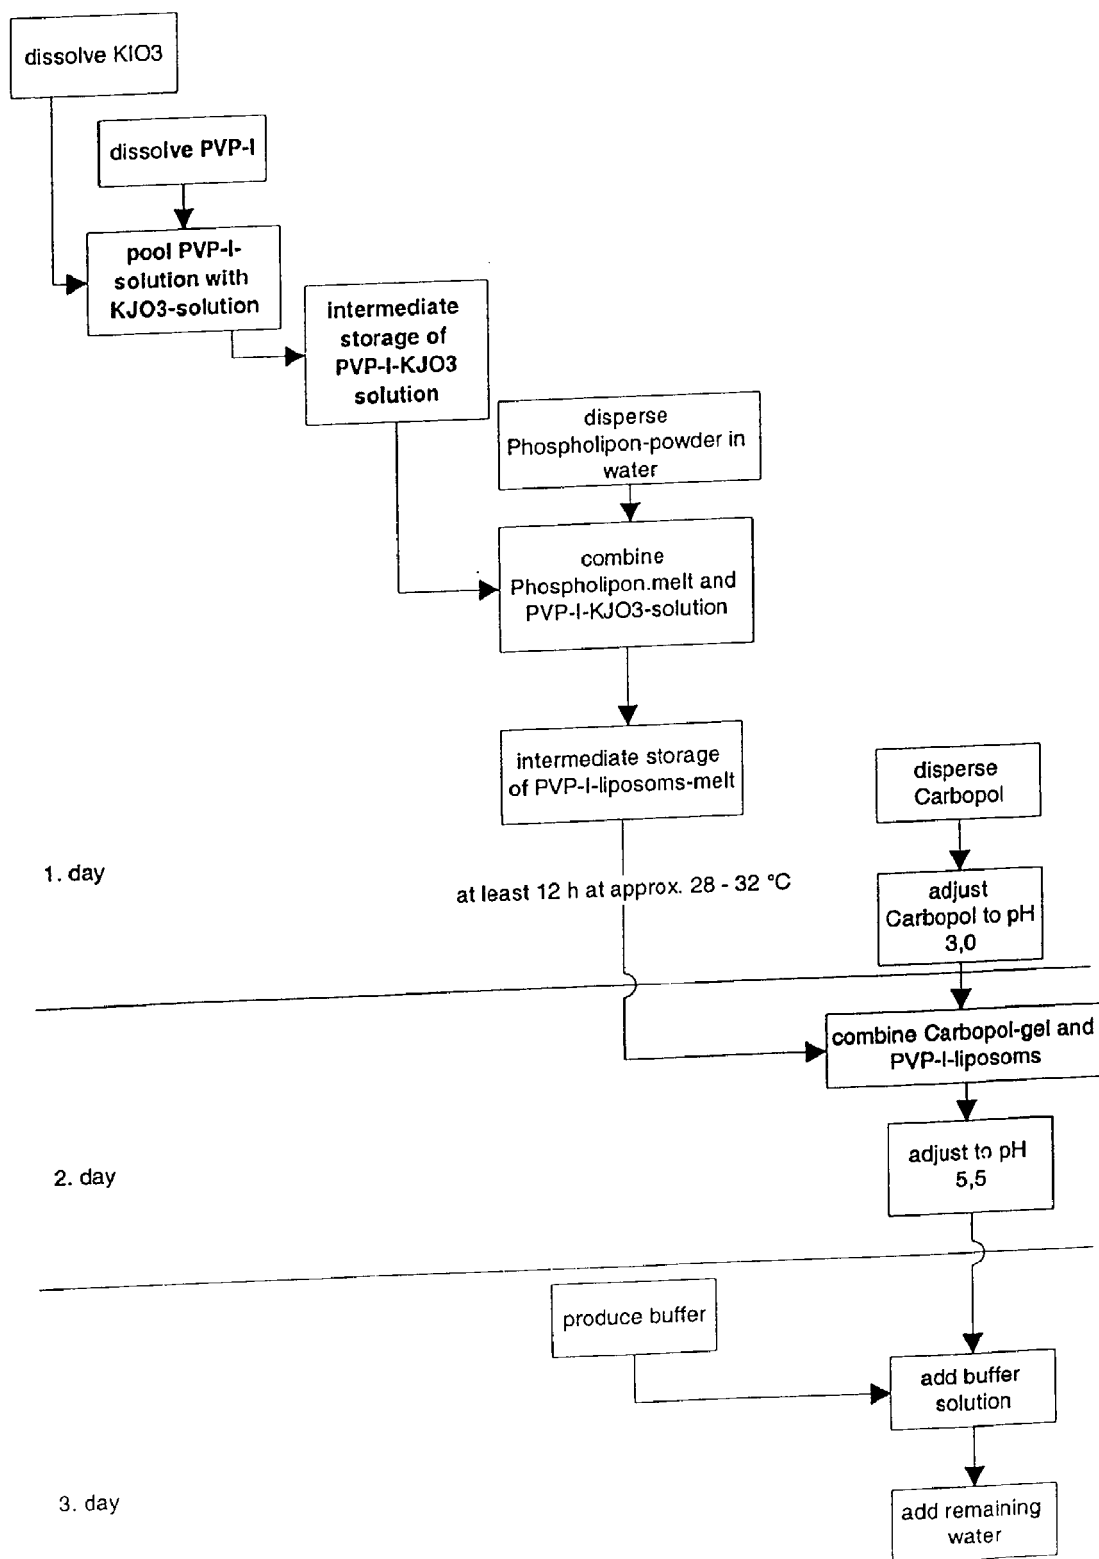 dissolve KIO3
dissolve PVP-I
pool PVP-I-
solution with
KJO3-solution
intermediate
storage of
PVP-I-KJO3
solution
disperse
Phospholipon-powder in
water
combine
Phospholipon.melt and
PVP-I-KJO3-solution
intermediate storage
of PVP-I-liposoms-melt
disperse
Carbopol
1. day
at least 12 h at approx. 28 - 32 °C
adjust
Carbopol to pH
3,0
combine Carbopol-gel and
PVP-I-liposoms
adjust to pH
5,5
2. day
produce buffer
add buffer
solution
3. day
add remaining
water